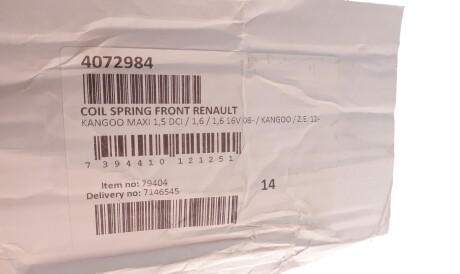 4072984
COIL SPRING FRONT RENAULT
KANGOO MAXI 1,5 DCI / 1,6 / 1,6 16V 08- / KANGOO / Z.E. 12-
7 394410 121251
Item no: 79404
Delivery no: 7146545
14